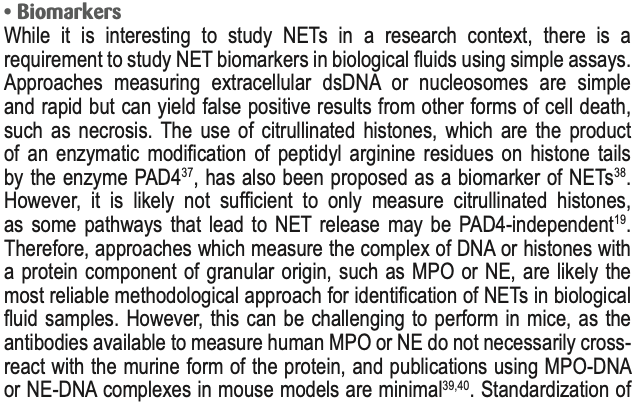 • Biomarkers
While it is interesting to study NETs in a research context, there is a
requirement to study NET biomarkers in biological fluids using simple assays.
Approaches measuring extracellular dsDNA or nucleosomes are simple
and rapid but can yield false positive results from other forms of cell death,
such as necrosis. The use of citrullinated histones, which are the product
of an enzymatic modification of peptidyl arginine residues on histone tails
by the enzyme PAD4³⁷, has also been proposed as a biomarker of NETs³⁸.
However, it is likely not sufficient to only measure citrullinated histones,
as some pathways that lead to NET release may be PAD4-independent¹⁹.
Therefore, approaches which measure the complex of DNA or histones with
a protein component of granular origin, such as MPO or NE, are likely the
most reliable methodological approach for identification of NETs in biological
fluid samples. However, this can be challenging to perform in mice, as the
antibodies available to measure human MPO or NE do not necessarily cross-
react with the murine form of the protein, and publications using MPO-DNA
or NE-DNA complexes in mouse models are minimal³⁹,⁴⁰. Standardization of